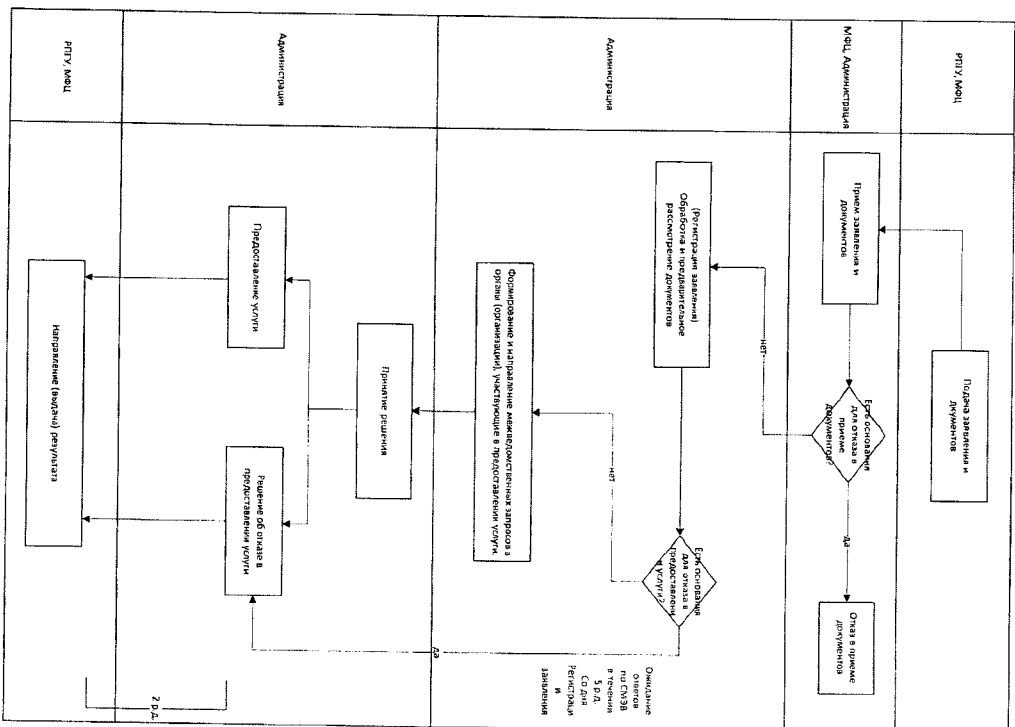 РПГУ, МФЦ
Подача заявления и
документов
МФЦ, Администрация
Прием заявления и
документов
Есть основания
для отказа в
приеме
документов?
да
Отказ в приеме
документов
нет
Администрация
(Регистрация заявления)
Обработка и предварительное
рассмотрение документов
Есть основания
для отказа в
предоставлени
и услуги?
нет
да
Формирование и направление межведомственных запросов в
органы (организации), участвующие в предоставлении услуги.
Ожидание
ответов
по СМЭВ
в течении
5 р.д.
Со дня
Регистраци
и
заявления
Принятие решения
Администрация
Предоставление услуги
Решение об отказе в
предоставлении услуги
2 р.д.
РПГУ, МФЦ
Направление (выдача) результата